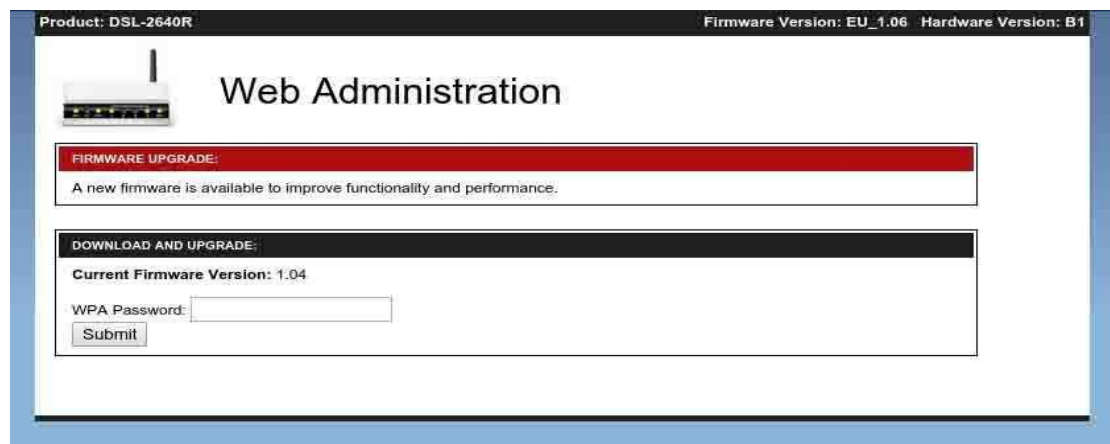 Product: DSL-2640R Firmware Version: EU_1.06 Hardware Version: B1
Web Administration
FIRMWARE UPGRADE:
A new firmware is available to improve functionality and performance.
DOWNLOAD AND UPGRADE:
Current Firmware Version: 1.04
WPA Password:
Submit